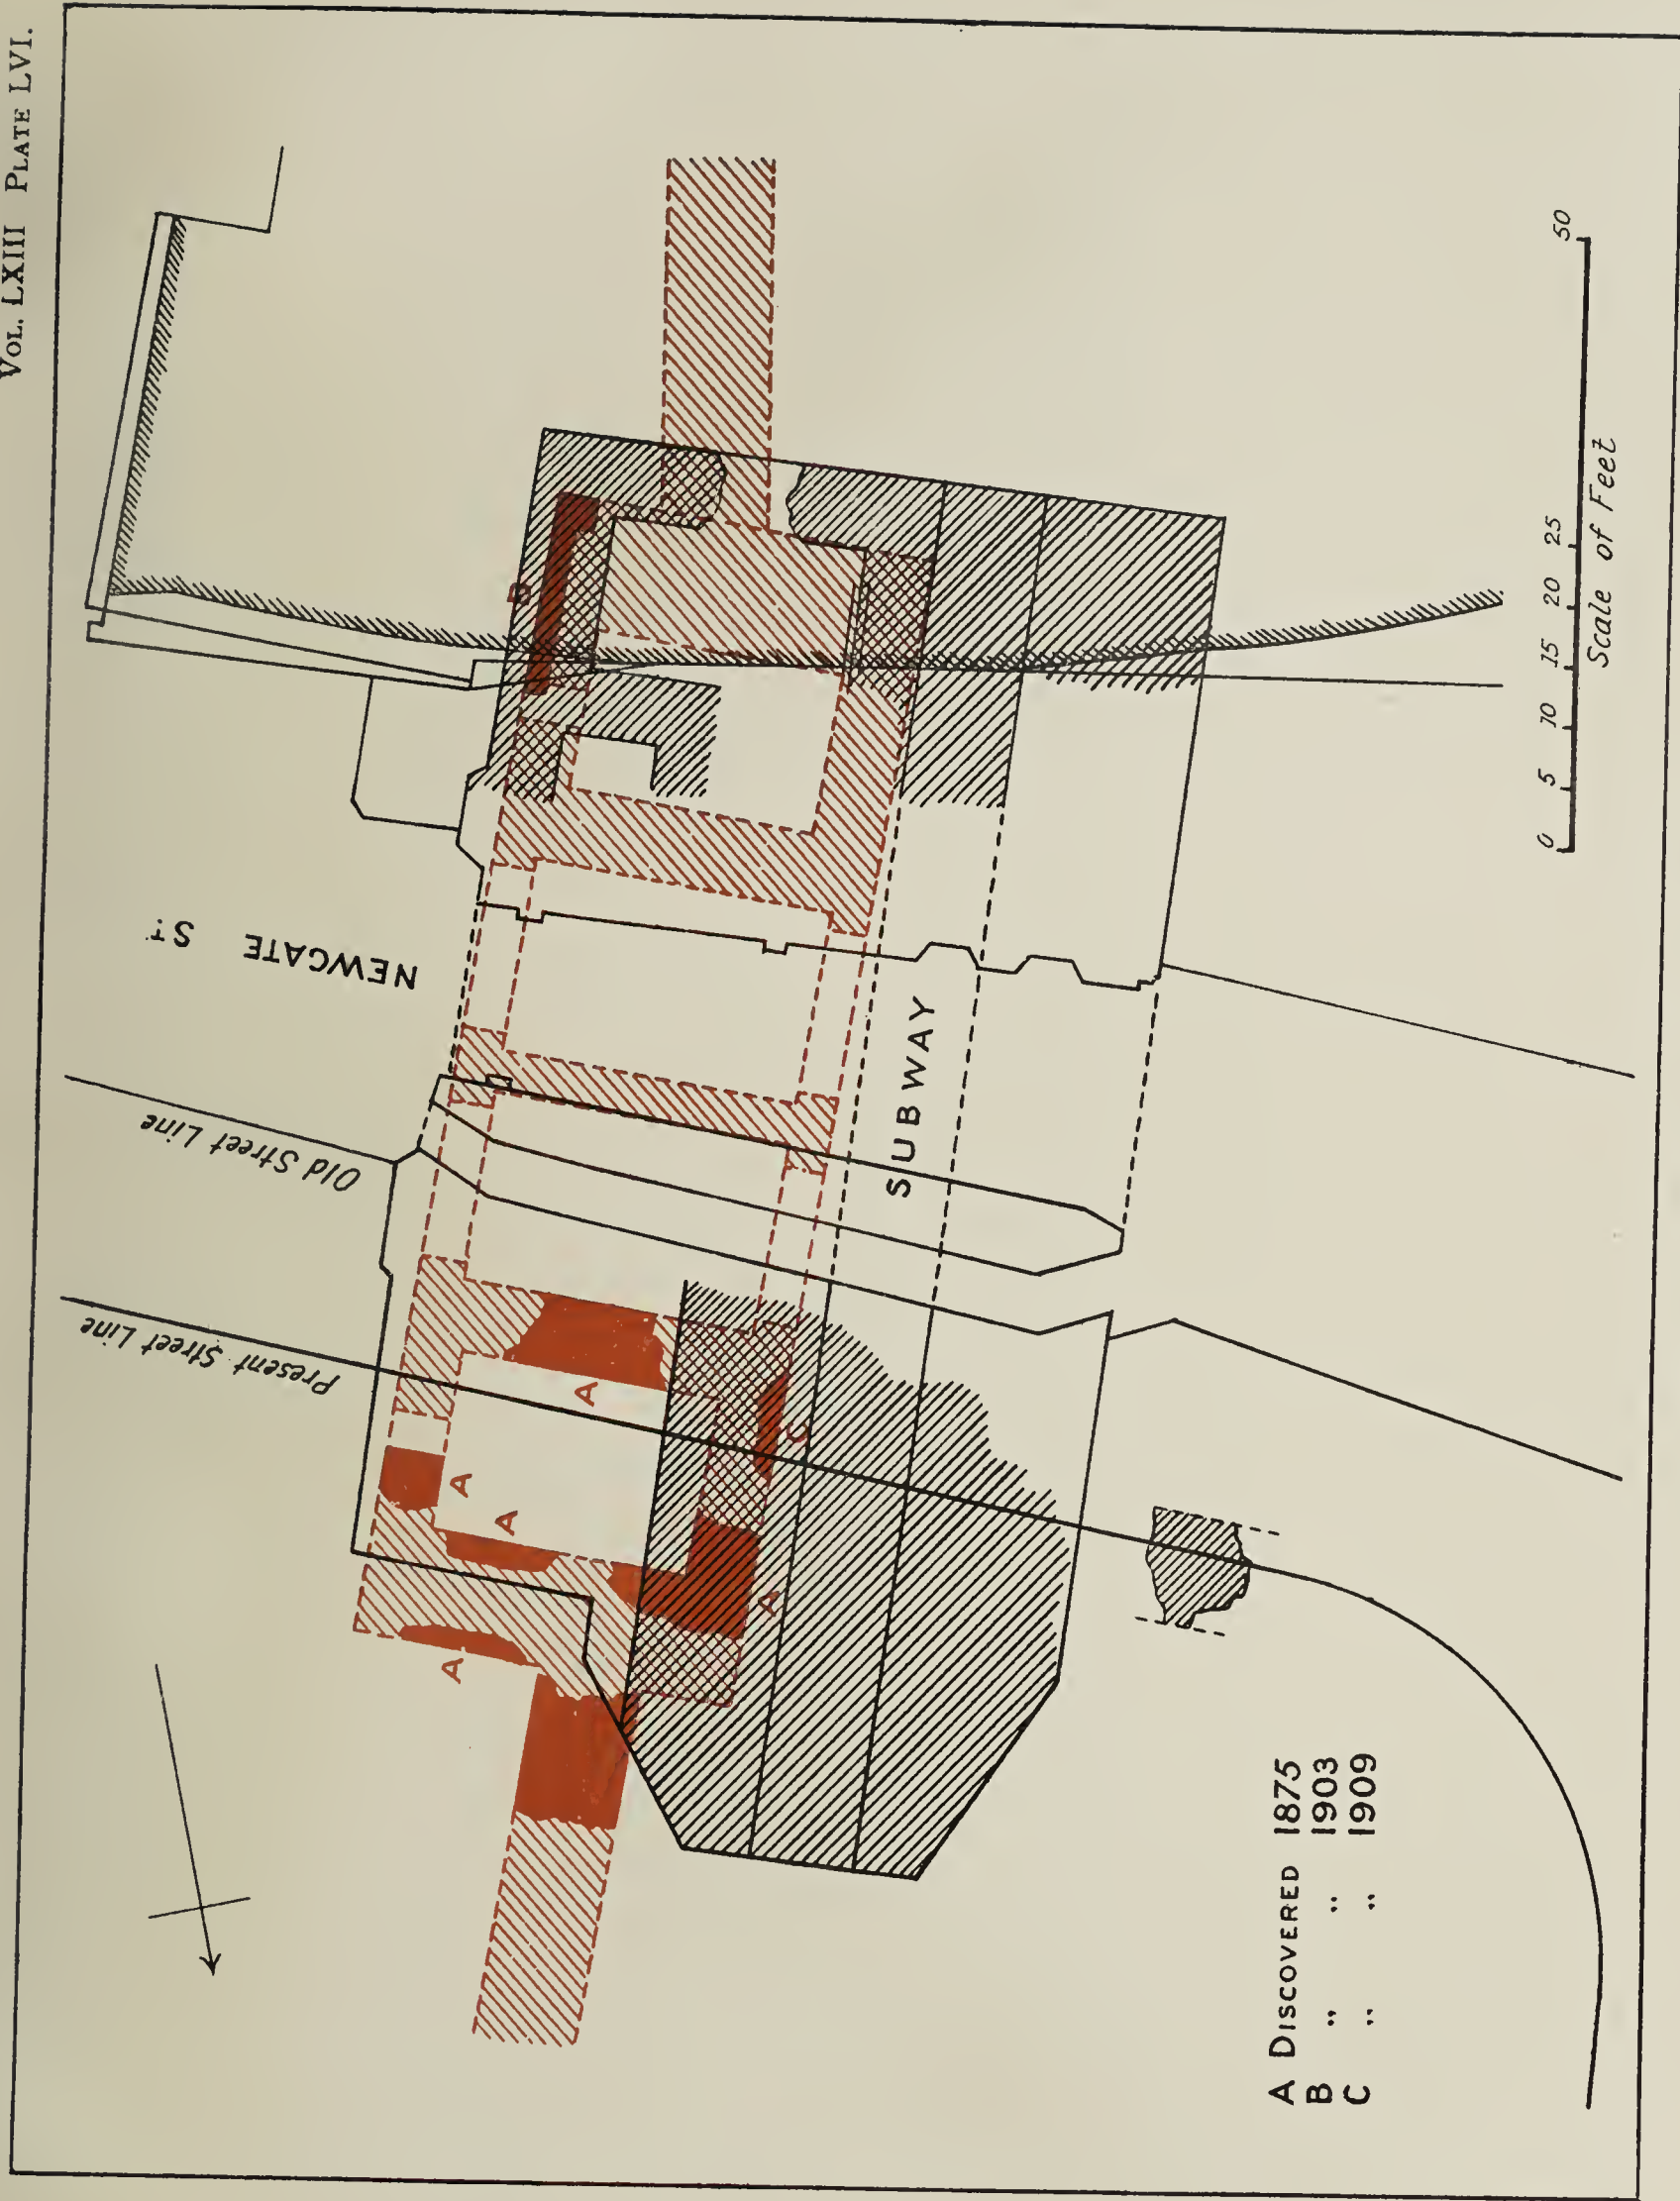 VOL. LXIII PLATE LVI.
NEWGATE ST
Old Street Line
Present Street Line
SUBWAY
B
A
A
A
A
A
C
0 5 10 15 20 25 50
Scale of Feet
A DISCOVERED 1875
B " " 1903
C " " 1909